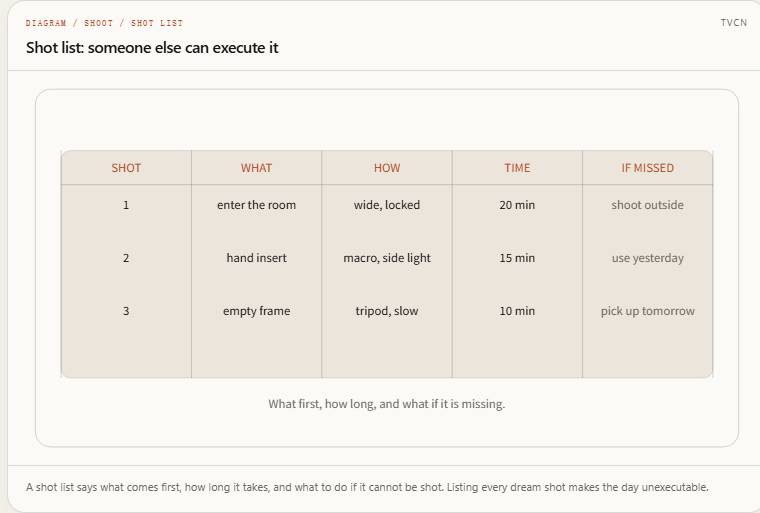 DIAGRAM / SHOOT / SHOT LIST
TVCN
Shot list: someone else can execute it
SHOT WHAT HOW TIME IF MISSED
1 enter the room wide, locked 20 min shoot outside
2 hand insert macro, side light 15 min use yesterday
3 empty frame tripod, slow 10 min pick up tomorrow
What first, how long, and what if it is missing.
A shot list says what comes first, how long it takes, and what to do if it cannot be shot. Listing every dream shot makes the day unexecutable.